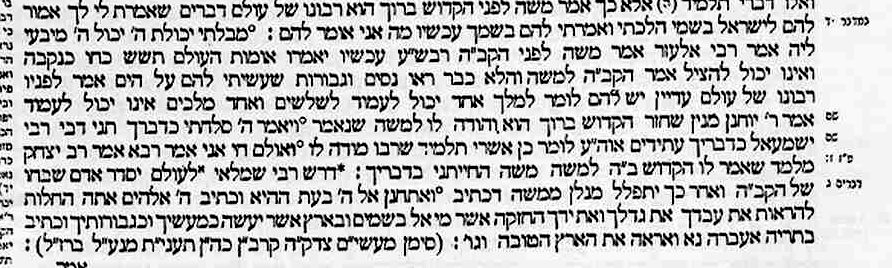 ואלו דברי תלמיד אלא כך אמר משה לפני הקדוש ברוך הוא רבונו של עולם דברים שאמרת לי לך אמור
להם לישראל בשמי הלכתי ואמרתי להם בשמך עכשיו מה אני אומר להם: °מבלתי יכולת ה' יכול ה' מיבעי
ליה אמר רבי אלעזר אמר משה לפני הקב"ה רבש"ע עכשיו יאמרו אומות העולם תשש כחו כנקבה
ואינו יכול להציל אמר הקב"ה למשה והלא כבר ראו נסים וגבורות שעשיתי להם על הים אמר לפניו
רבונו של עולם עדיין יש להם לומר למלך אחד יכול לעמוד לשלשים ואחד מלכים אינו יכול לעמוד
אמר ר' יוחנן מנין שחזר הקדוש ברוך הוא והודה לו למשה שנאמר °ויאמר ה' סלחתי כדברך תני דבי רבי
ישמעאל כדבריך עתידים אוה"ע לומר כן אשרי תלמיד שרבו מודה לו °ואולם חי אני אמר רבא אמר רב יצחק
מלמד שאמר לו הקדוש ב"ה למשה משה החייתני בדבריך: *דרש רבי שמלאי *לעולם יסדר אדם שבחו
של הקב"ה ואחר כך יתפלל מנלן ממשה דכתיב °ואתחנן אל ה' בעת ההיא וכתיב ה' אלהים אתה החלות
להראות את עבדך את גדלך ואת ידך החזקה אשר מי אל בשמים ובארץ אשר יעשה כמעשיך וכגבורותיך וכתיב
בתריה אעברה נא ואראה את הארץ הטובה וגו': (סימן מעשי"ם צדק"ה קרב"ן כה"ן תעני"ת מנע"ל ברז"ל):
אמר
במדבר יד
שם
שם
דברים ג